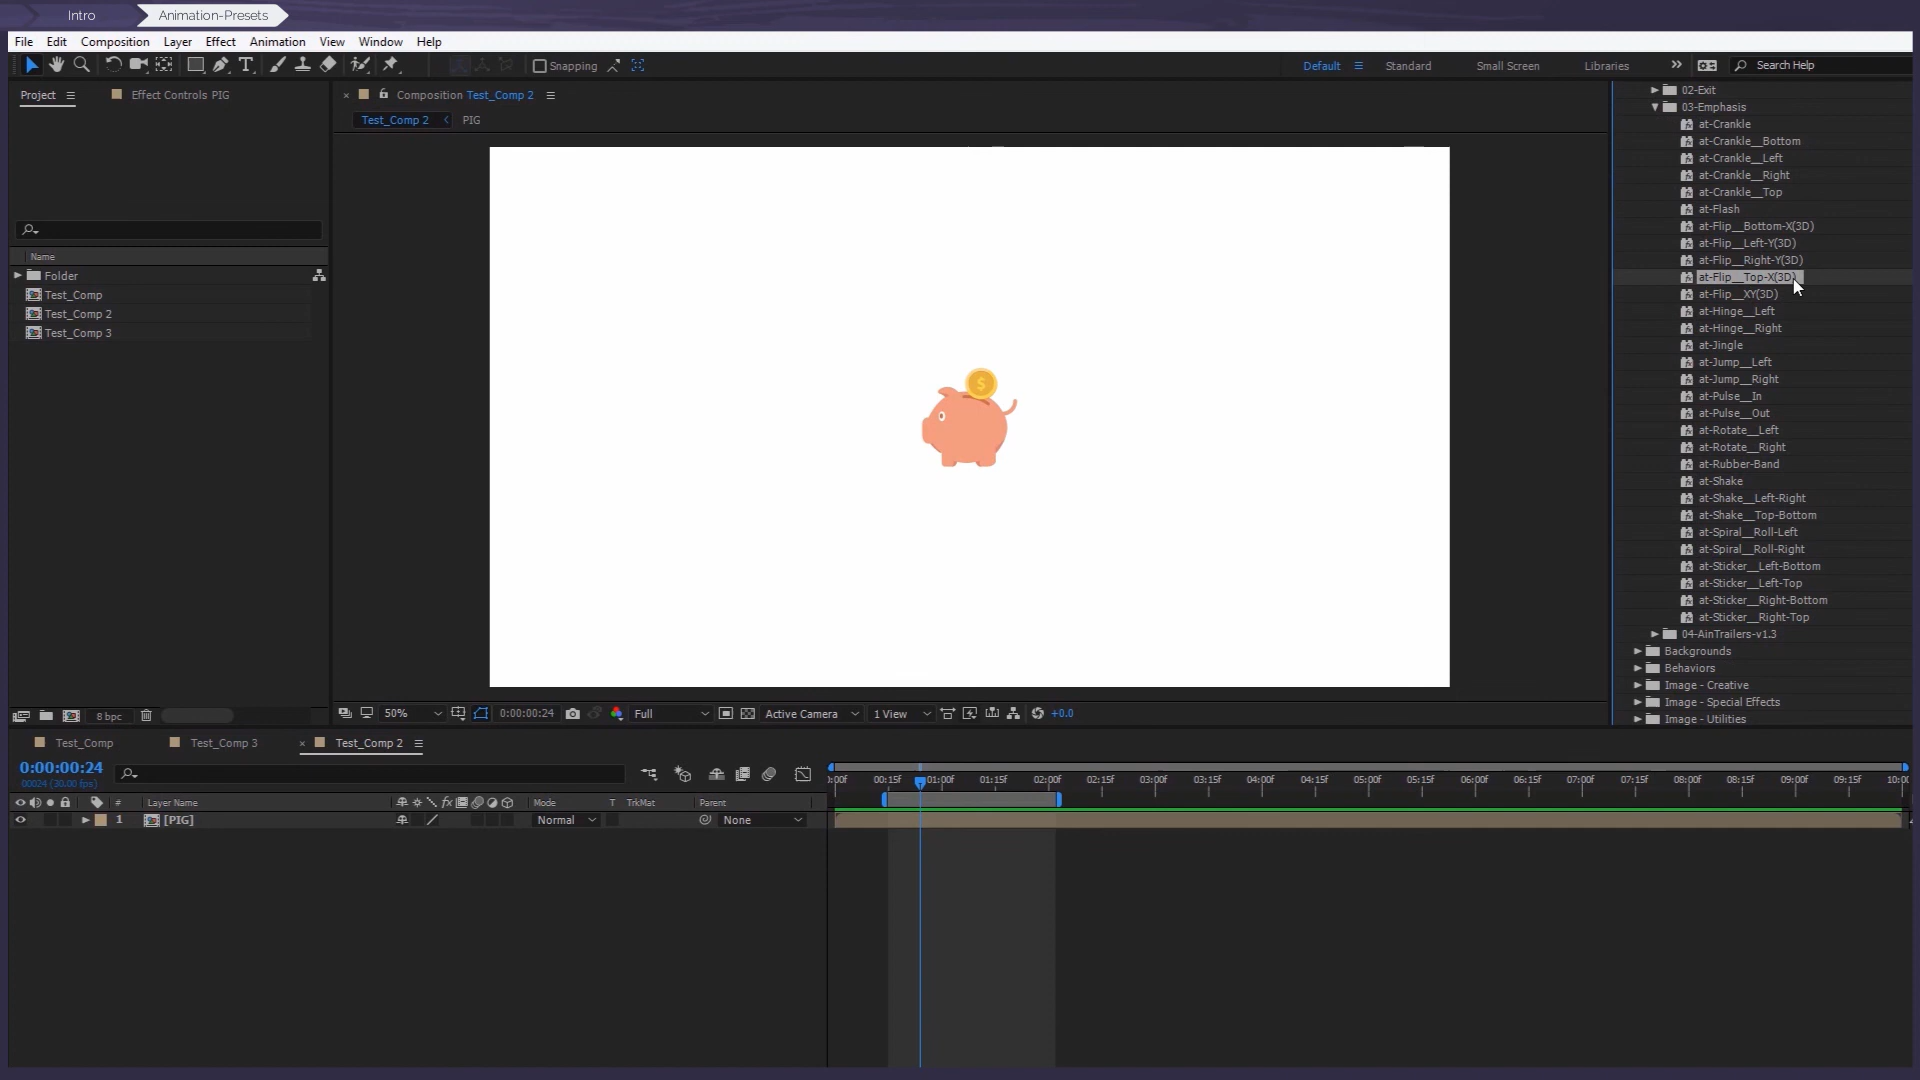 Intro
Animation-Presets
File Edit Composition Layer Effect Animation View Window Help
Snapping
Default Standard Small Screen Libraries
Search Help
Project
Effect Controls PIG
Composition Test_Comp 2
Test_Comp 2
PIG
Name
Folder
Test_Comp
Test_Comp 2
Test_Comp 3
8 bpc
$
50%
0:00:00:24
Full
Active Camera
1 View
+0.0
02-Exit
03-Emphasis
at-Crankle
at-Crankle__Bottom
at-Crankle__Left
at-Crankle__Right
at-Crankle__Top
at-Flash
at-Flip__Bottom-X(3D)
at-Flip__Left-Y(3D)
at-Flip__Right-Y(3D)
at-Flip__Top-X(3D)
at-Flip__XY(3D)
at-Hinge__Left
at-Hinge__Right
at-Jingle
at-Jump__Left
at-Jump__Right
at-Pulse__In
at-Pulse__Out
at-Rotate__Left
at-Rotate__Right
at-Rubber-Band
at-Shake
at-Shake__Left-Right
at-Shake__Top-Bottom
at-Spiral__Roll-Left
at-Spiral__Roll-Right
at-Sticker__Left-Bottom
at-Sticker__Left-Top
at-Sticker__Right-Bottom
at-Sticker__Right-Top
04-AinTrailers-v1.3
Backgrounds
Behaviors
Image - Creative
Image - Special Effects
Image - Utilities
Test_Comp
Test_Comp 3
Test_Comp 2
0:00:00:24
00024 (30.00 fps)
:00f 00:15f 01:00f 01:15f 02:00f 02:15f 03:00f 03:15f 04:00f 04:15f 05:00f 05:15f 06:00f 06:15f 07:00f 07:15f 08:00f 08:15f 09:00f 09:15f 10:00
# Layer Name Mode T TrkMat Parent
1 [PIG] Normal None